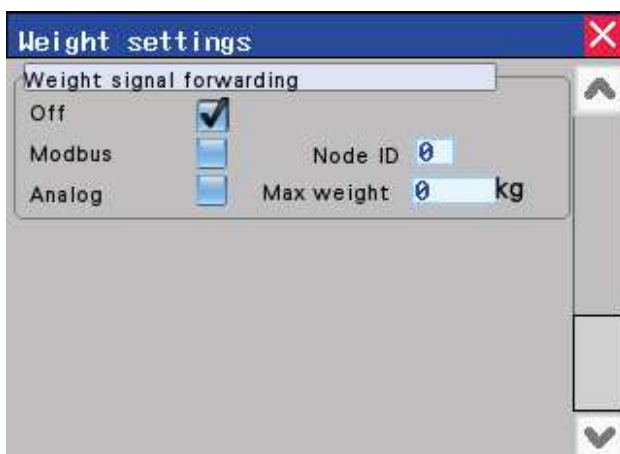 Weight settings
Weight signal forwarding
Off
Modbus Node ID 0
Analog Max weight 0 kg